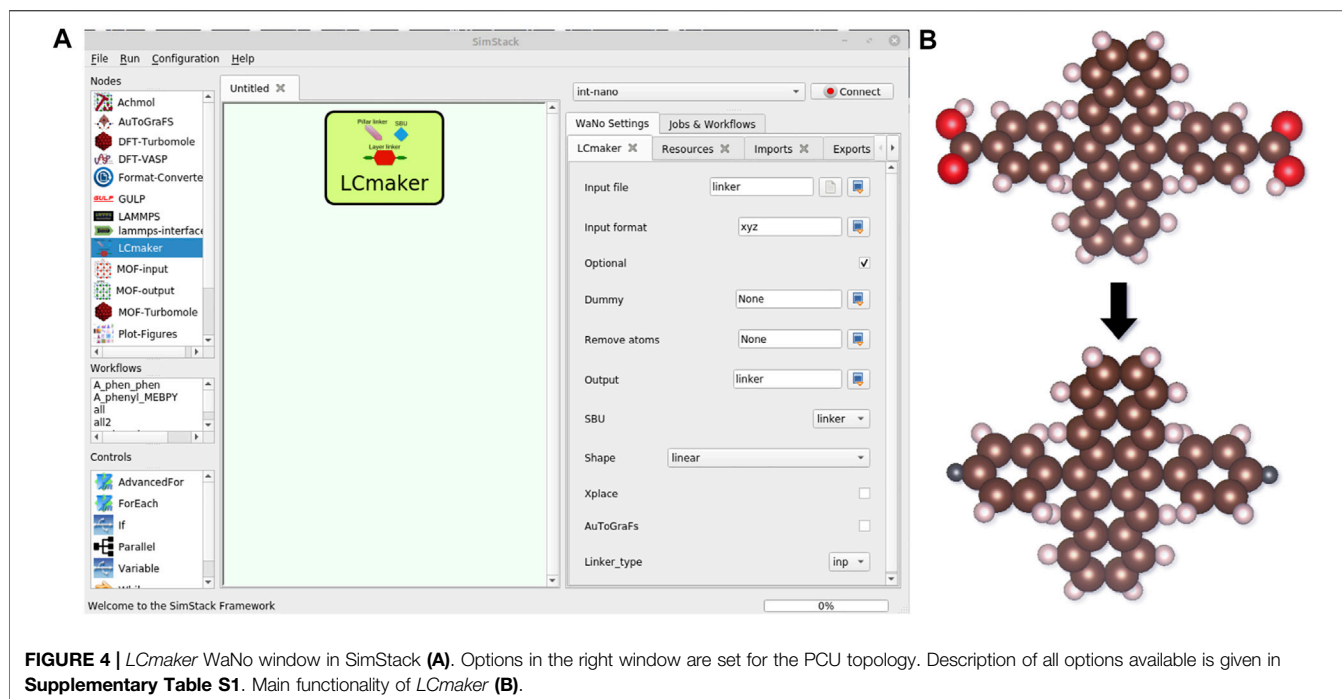 A
B
SimStack
File Run Configuration Help
Nodes
Achmol
AuToGraFS
DFT-Turbomole
DFT-VASP
Format-Converte
GULP GULP
LAMMPS
lammps-interface
LCmaker
MOF-input
MOF-output
MOF-Turbomole
Plot-Figures
Workflows
A_phen_phen
A_phenyl_MEBPY
all
all2
Controls
AdvancedFor
ForEach
If
Parallel
Variable
Untitled
Pillar linker
SBU
Layer linker
LCmaker
int-nano
Connect
WaNo Settings Jobs & Workflows
LCmaker Resources Imports Exports
Input file linker
Input format xyz
Optional
Dummy None
Remove atoms None
Output linker
SBU linker
Shape linear
Xplace
AuToGraFs
Linker_type inp
Welcome to the SimStack Framework
0%
FIGURE 4 | LCmaker WaNo window in SimStack (A). Options in the right window are set for the PCU topology. Description of all options available is given in
Supplementary Table S1. Main functionality of LCmaker (B).